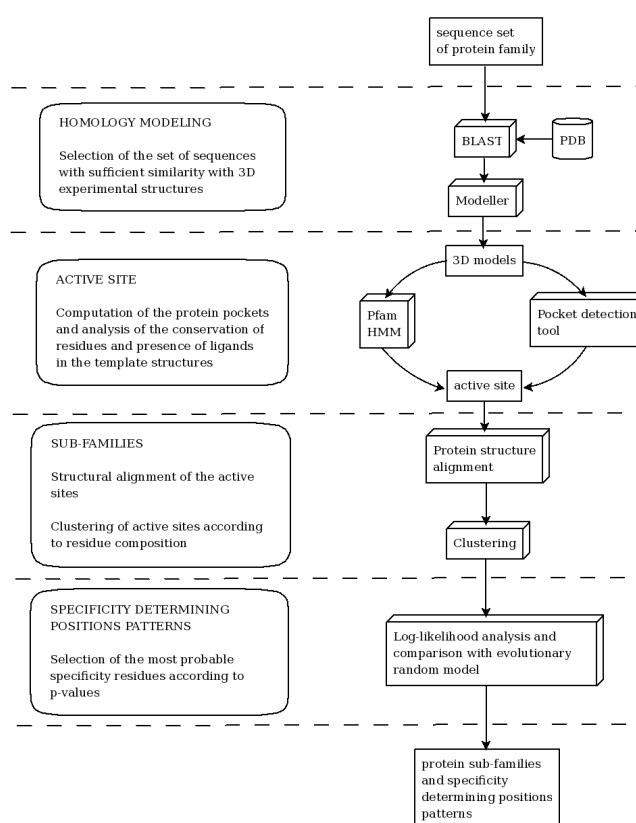 sequence set
of protein family
HOMOLOGY MODELING
Selection of the set of sequences
with sufficient similarity with 3D
experimental structures
BLAST
PDB
Modeller
3D models
ACTIVE SITE
Computation of the protein pockets
and analysis of the conservation of
residues and presence of ligands
in the template structures
Pfam
HMM
Pocket detection
tool
active site
SUB-FAMILIES
Structural alignment of the active
sites
Clustering of active sites according
to residue composition
Protein structure
alignment
Clustering
SPECIFICITY DETERMINING
POSITIONS PATTERNS
Selection of the most probable
specificity residues according to
p-values
Log-likelihood analysis and
comparison with evolutionary
random model
protein sub-families
and specificity
determining positions
patterns